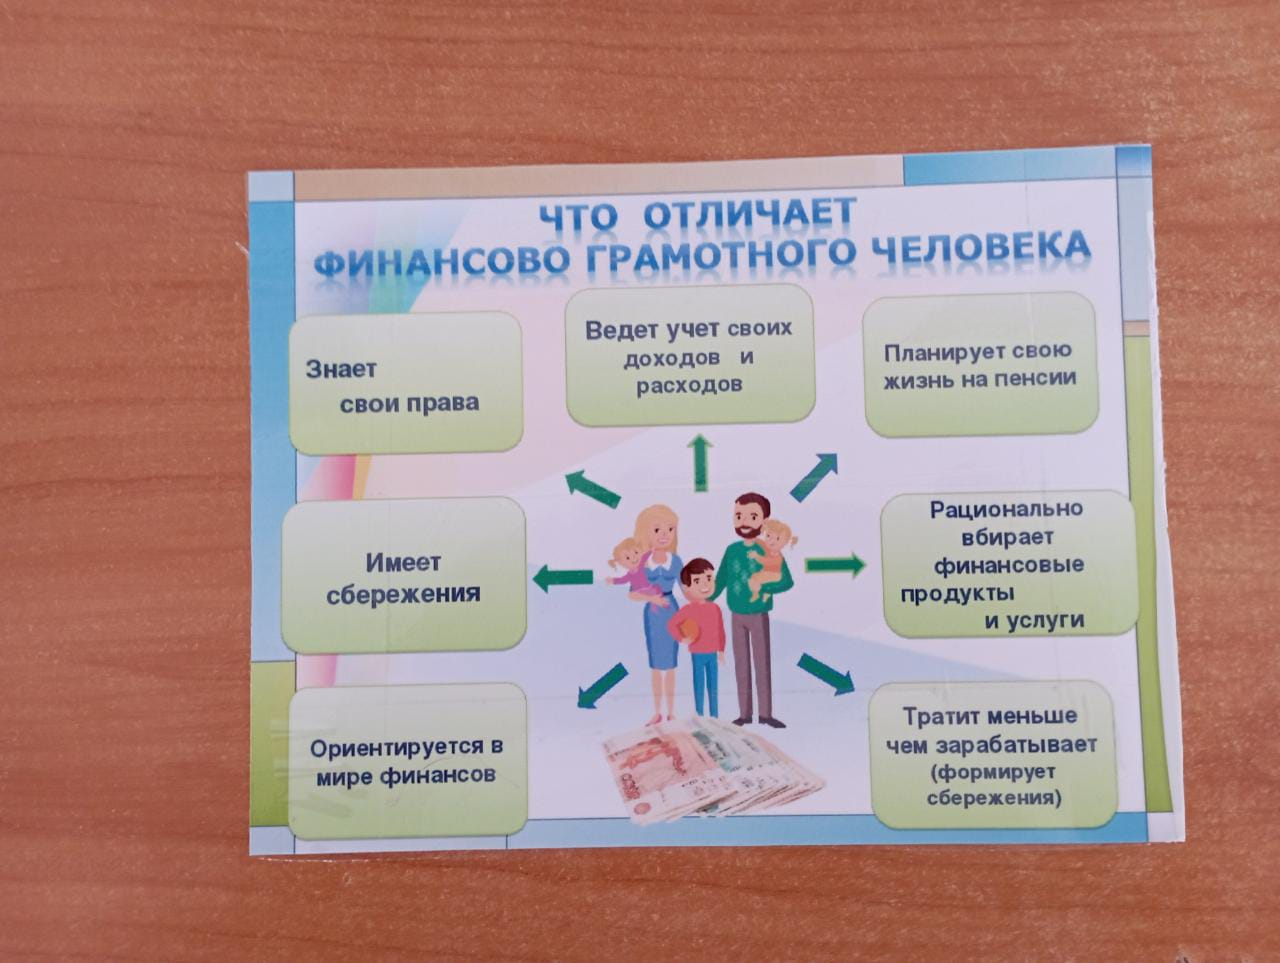 ЧТО ОТЛИЧАЕТ
ФИНАНСОВО ГРАМОТНОГО ЧЕЛОВЕКА
Знает
свои права
Ведет учет своих
доходов и
расходов
Планирует свою
жизнь на пенсии
Имеет
сбережения
Рационально
вбирает
финансовые
продукты
и услуги
Ориентируется в
мире финансов
Тратит меньше
чем зарабатывает
(формирует
сбережения)